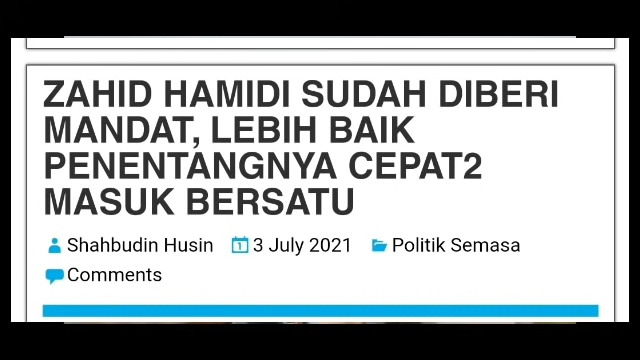 ZAHID HAMIDI SUDAH DIBERI
MANDAT, LEBIH BAIK
PENENTANGNYA CEPAT2
MASUK BERSATU
Shahbudin Husin 1 3 July 2021 Politik Semasa
Comments